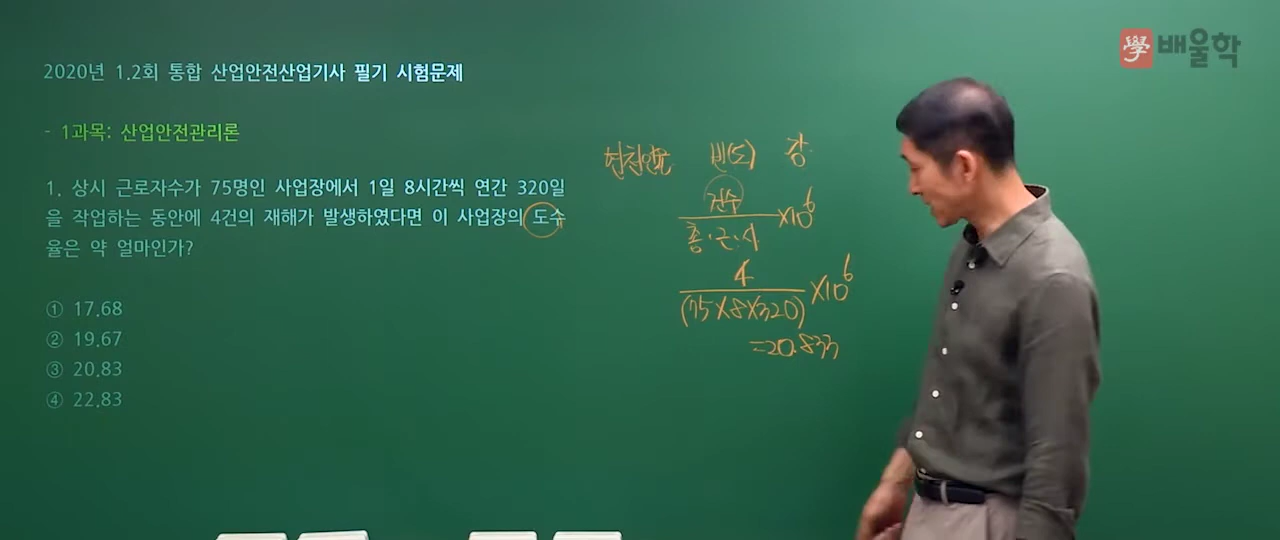 學 배울학
2020년 1.2회 통합 산업안전산업기사 필기 시험문제
- 1과목: 산업안전관리론
1. 상시 근로자수가 75명인 사업장에서 1일 8시간씩 연간 320일
을 작업하는 동안에 4건의 재해가 발생하였다면 이 사업장의 도수
율은 약 얼마인가?
① 17.68
② 19.67
③ 20.83
④ 22.83
빈(도) 강
건수
총·근·시 ×10⁶
4
(75×8×320) ×10⁶
=20.833